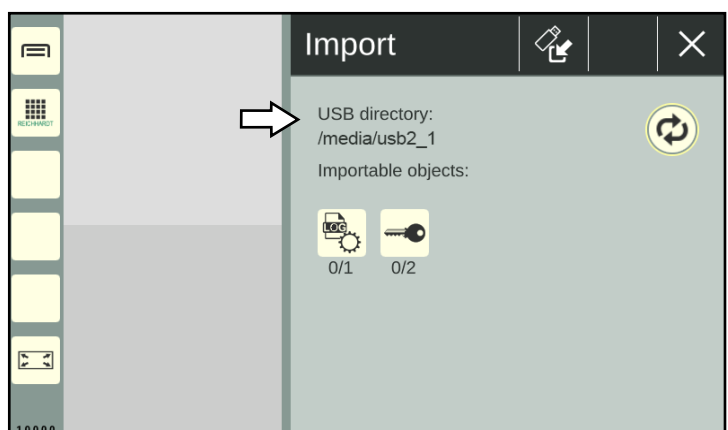 Import
REICHHARDT
USB directory:
/media/usb2_1
Importable objects:
LOG
0/1
0/2